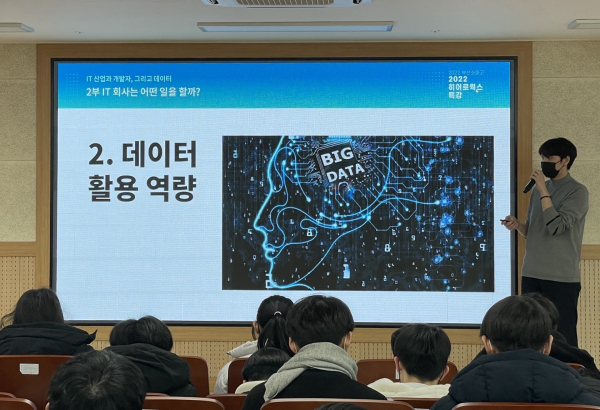 IT 산업과 개발자, 그리고 데이터
2부 IT 회사는 어떤 일을 할까?
2022
히어로웍스
특강
2. 데이터
활용 역량
BIG
DATA